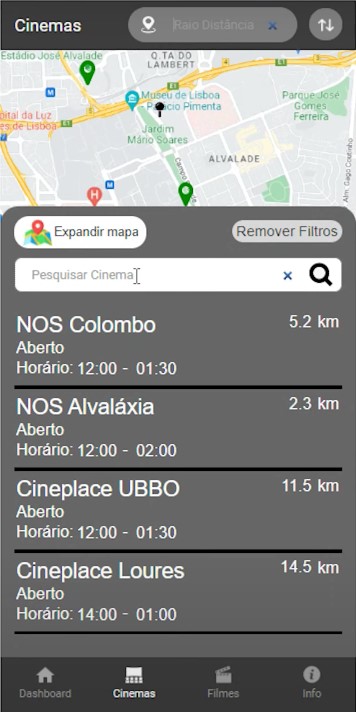 Cinemas
Raio Distância ×
Estádio José Alvalade
Q.TA DO
LAMBERT
Museu de Lisboa
Palácio Pimenta
Parque José
Gomes
Ferreira
pital da Luz
es de Lisboa
E1
E1
M
M
Jardim
Mário Soares
ALVALADE
Campo
Alm. Gago Coutinho
H
Expandir mapa
Remover Filtros
Pesquisar Cinema ×
NOS Colombo 5.2 km
Aberto
Horário: 12:00 - 01:30
NOS Alvaláxia 2.3 km
Aberto
Horário: 12:00 - 02:00
Cineplace UBBO 11.5 km
Aberto
Horário: 12:00 - 01:30
Cineplace Loures 14.5 km
Aberto
Horário: 14:00 - 01:00
Dashboard Cinemas Filmes Info